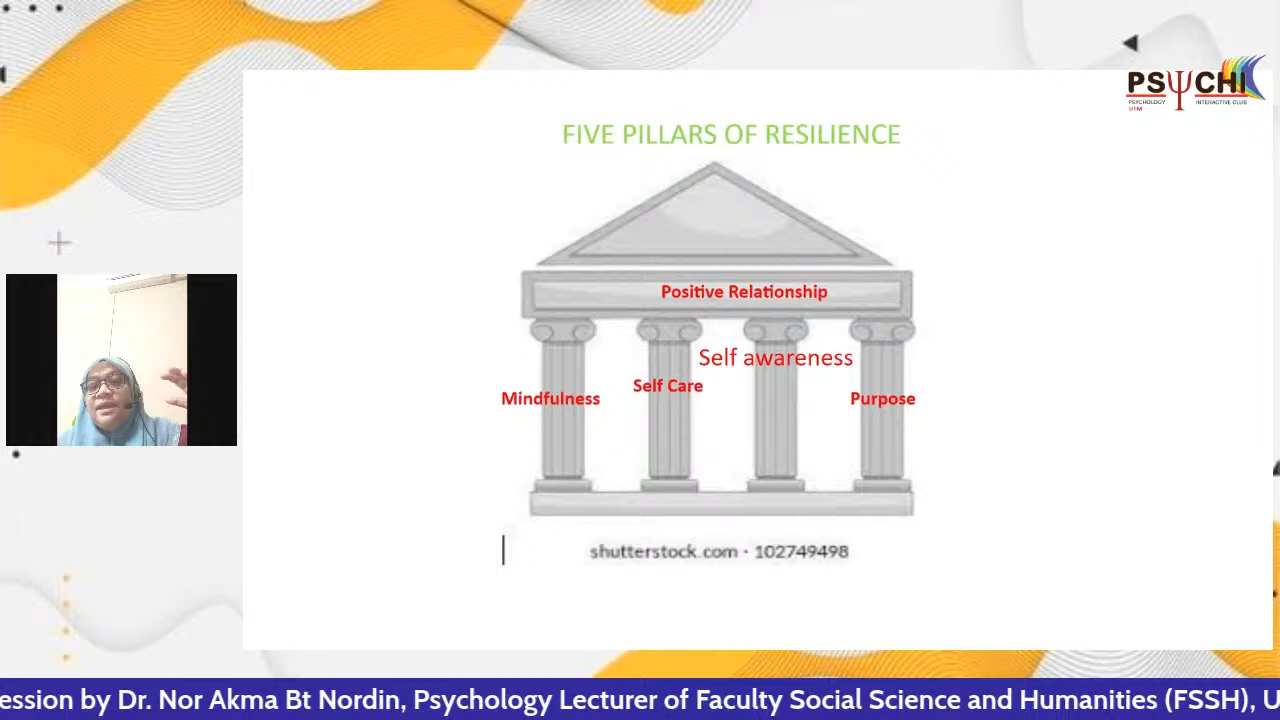 PSYCHI
PSYCHOLOGY
INTERACTIVE CLUB
UTM
FIVE PILLARS OF RESILIENCE
Positive Relationship
Self awareness
Self Care
Mindfulness
Purpose
shutterstock.com · 102749498
ession by Dr. Nor Akma Bt Nordin, Psychology Lecturer of Faculty Social Science and Humanities (FSSH), U